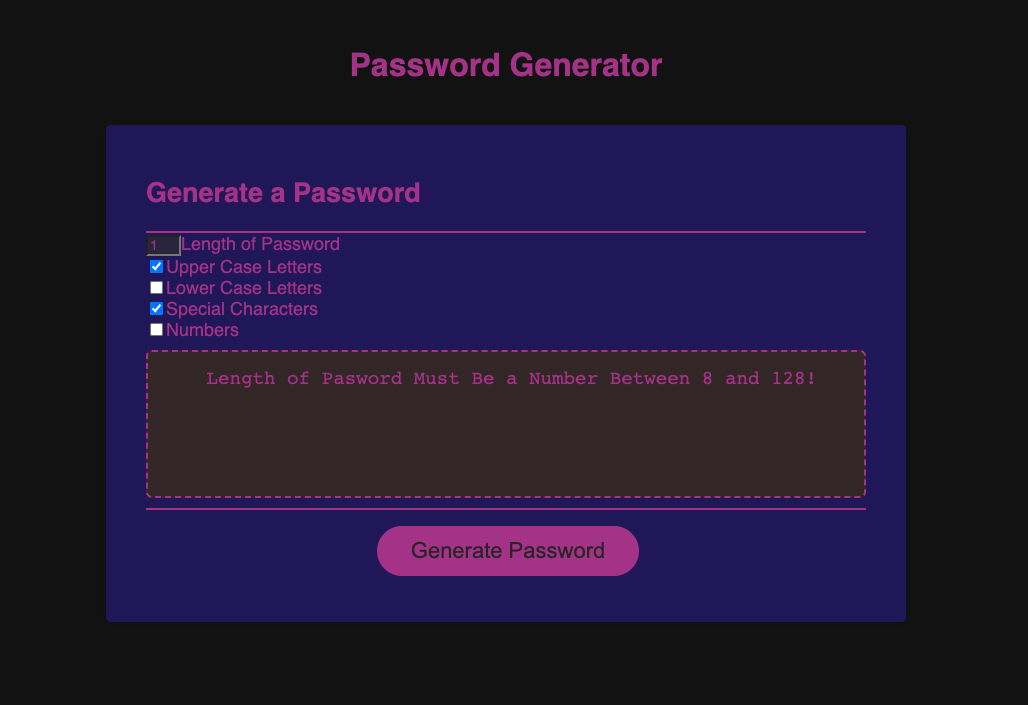 Password Generator
Generate a Password
1 Length of Password
Upper Case Letters
Lower Case Letters
Special Characters
Numbers
Length of Pasword Must Be a Number Between 8 and 128!
Generate Password